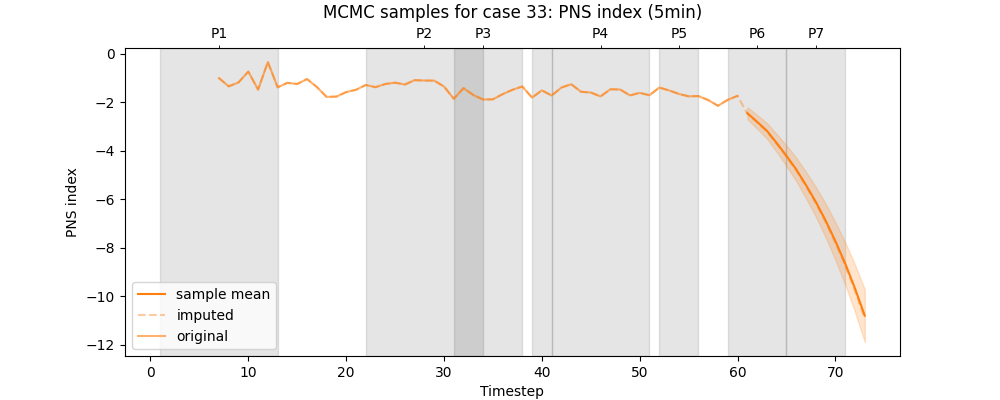 MCMC samples for case 33: PNS index (5min)
P1 P2 P3 P4 P5 P6 P7
0
−2
−4
−6
−8
−10
−12
PNS index
sample mean
imputed
original
0 10 20 30 40 50 60 70
Timestep